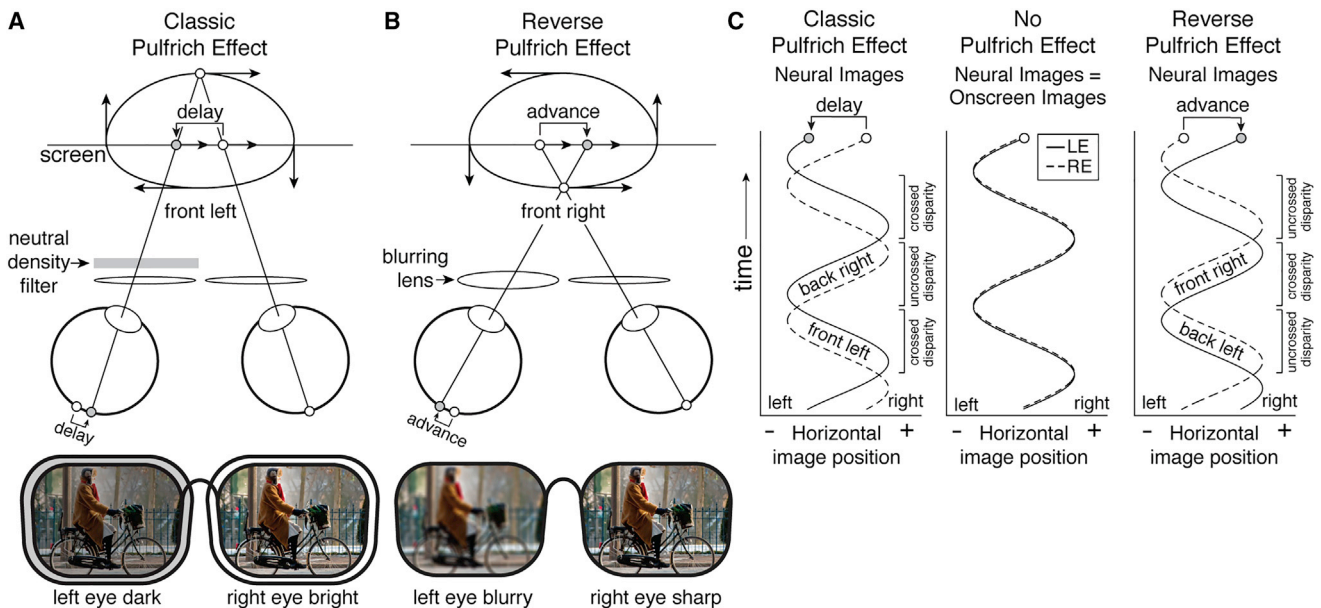 A
Classic
Pulfrich Effect
delay
screen
front left
neutral
density
filter
delay
left eye dark
right eye bright
B
Reverse
Pulfrich Effect
advance
front right
blurring
lens
advance
left eye blurry
right eye sharp
C
Classic
Pulfrich Effect
Neural Images
delay
time
back right
front left
crossed
disparity
uncrossed
disparity
crossed
disparity
left
right
- Horizontal +
image position
No
Pulfrich Effect
Neural Images =
Onscreen Images
LE
RE
left
right
- Horizontal +
image position
Reverse
Pulfrich Effect
Neural Images
advance
front right
back left
uncrossed
disparity
crossed
disparity
uncrossed
disparity
left
right
- Horizontal +
image position